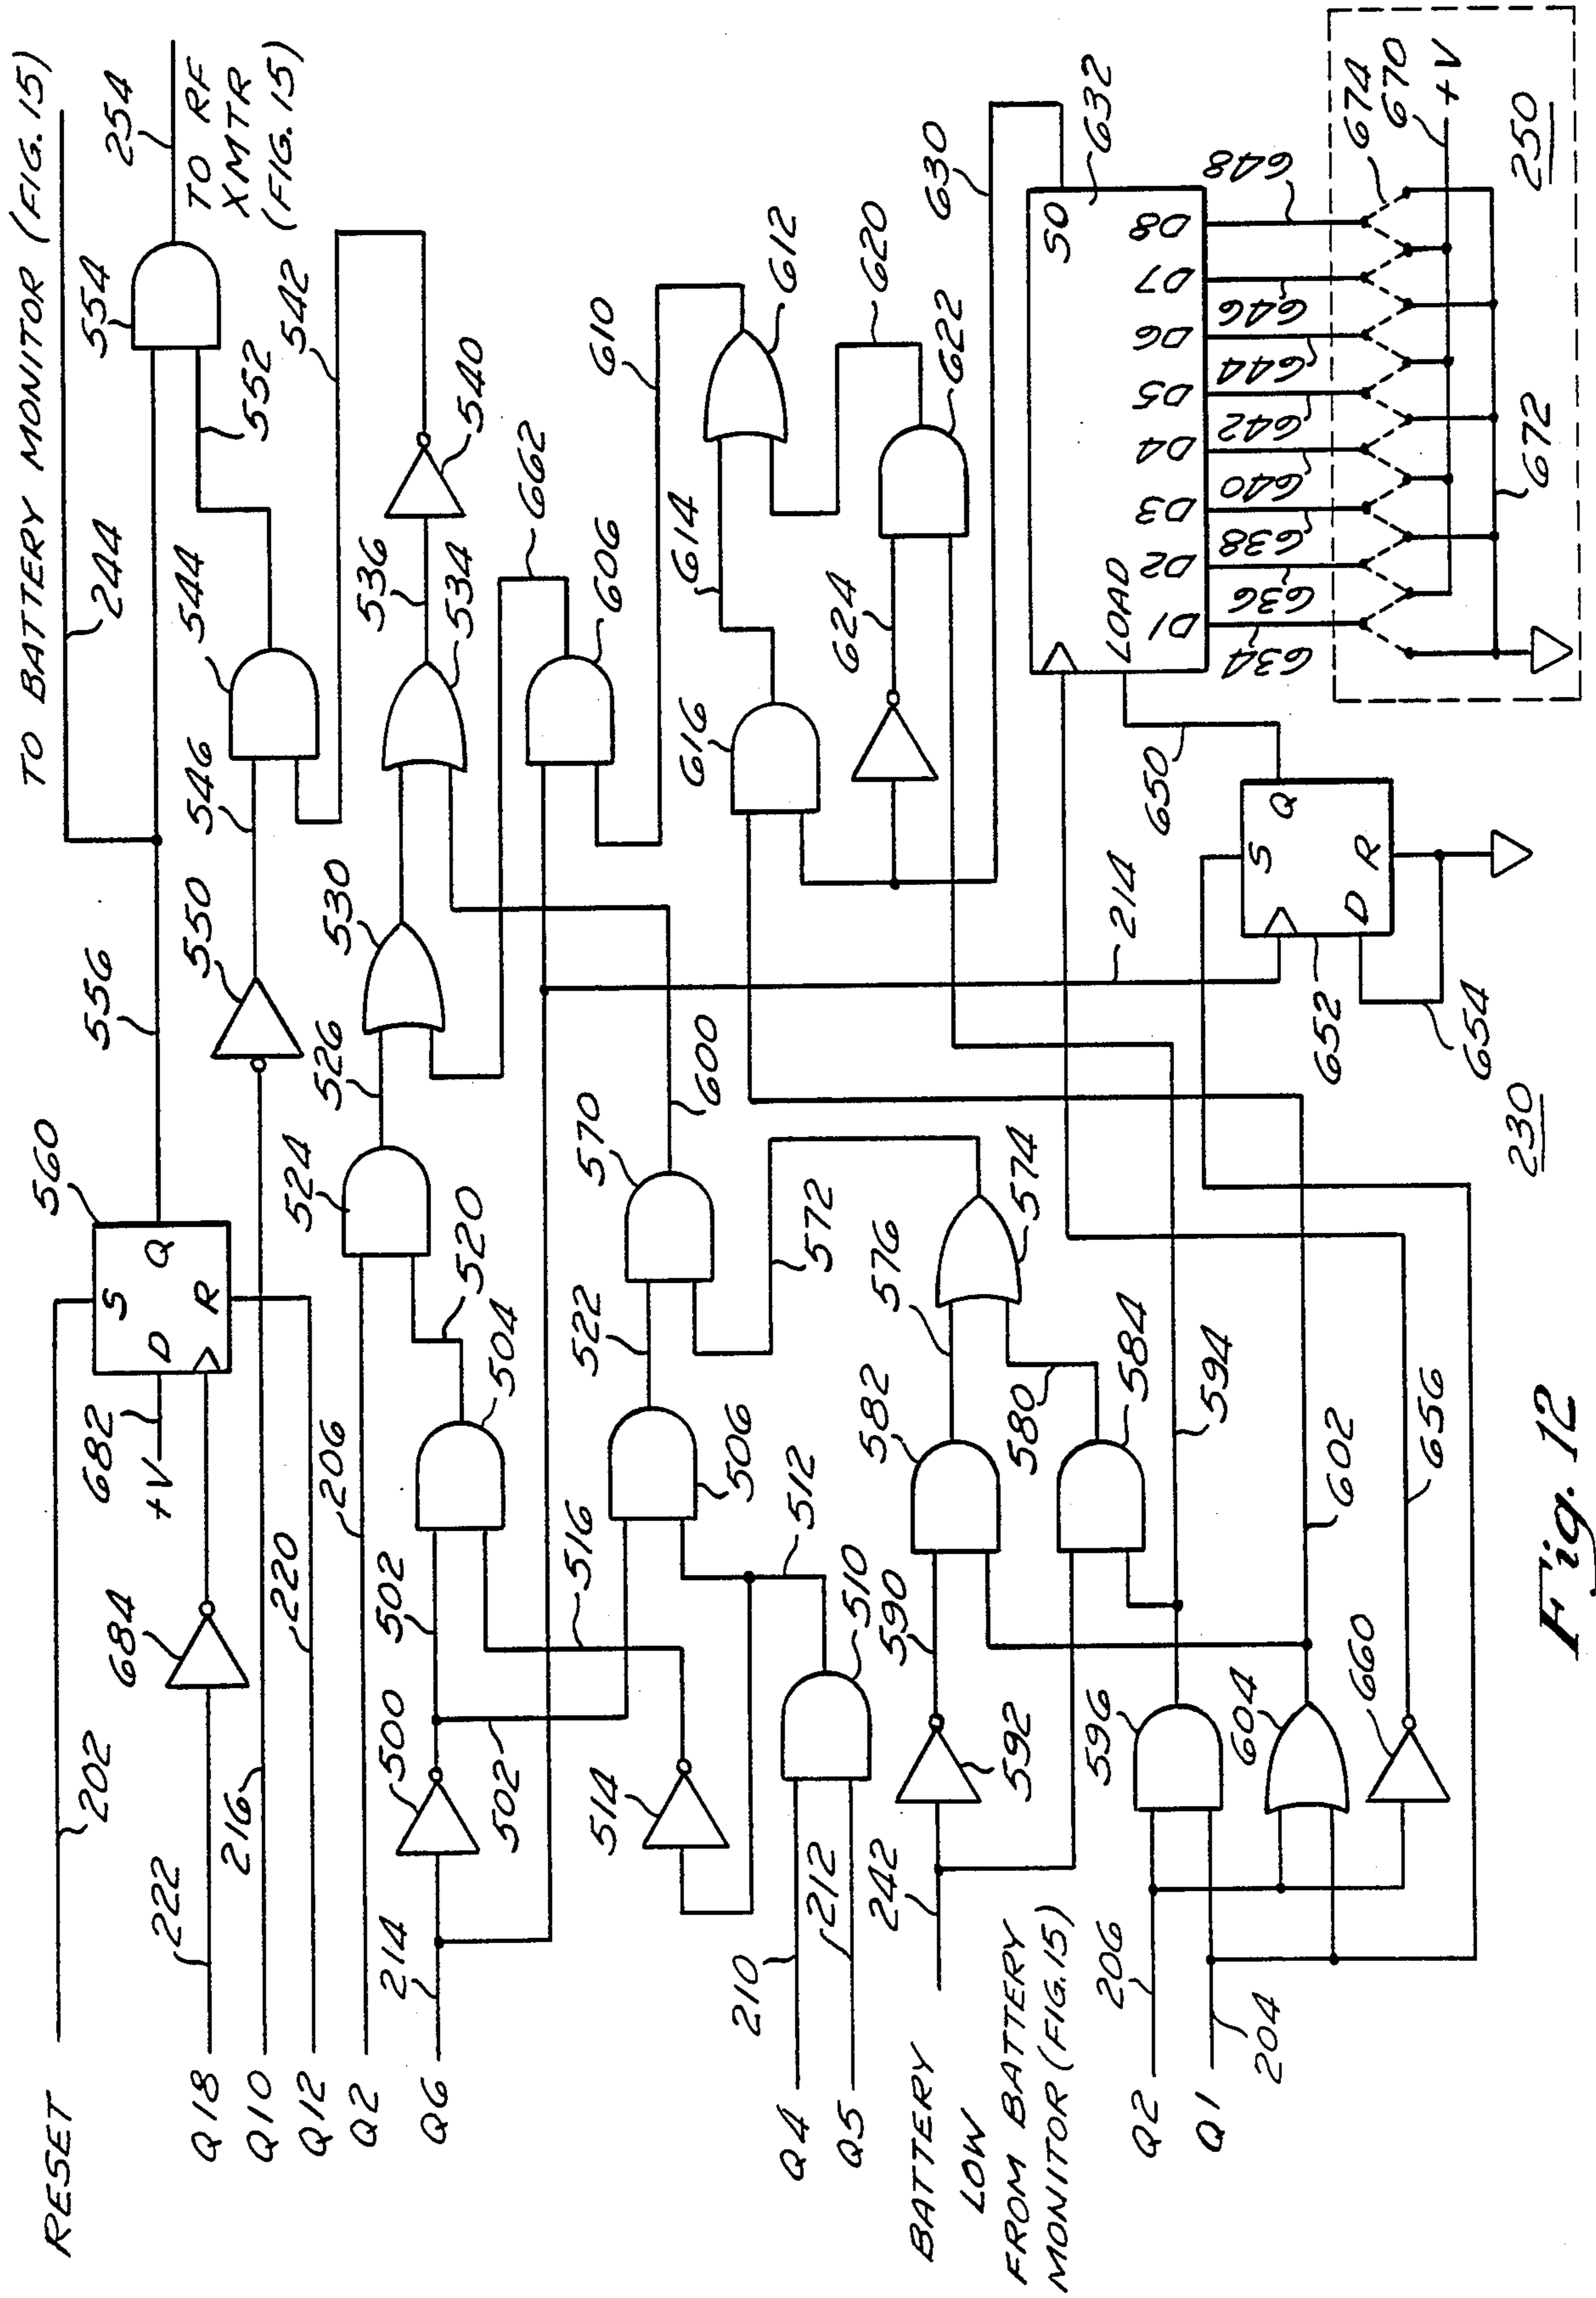 TO BATTERY MONITOR (FIG. 15)
244
254
TO RF
XMTR
(FIG. 15)
554
552
542
544
546
550
556
560
S
D
Q
R
+V
682
684
RESET
202
Q18
222
Q10
216
Q12
220
Q2
206
Q6
214
500
502
502
504
516
520
524
526
530
534
536
540
662
606
610
612
614
616
620
622
624
630
632
SO
LOAD
D1
D2
D3
D4
D5
D6
D7
D8
634
636
638
640
642
644
646
648
674
670
+V
672
250
650
S
Q
D
R
652
654
214
230
600
570
572
522
506
512
510
514
Q4
210
Q5
212
BATTERY
LOW
FROM BATTERY
MONITOR (FIG.15)
242
592
590
582
576
574
580
584
594
596
602
604
656
660
Q2
206
Q1
204
Fig. 12